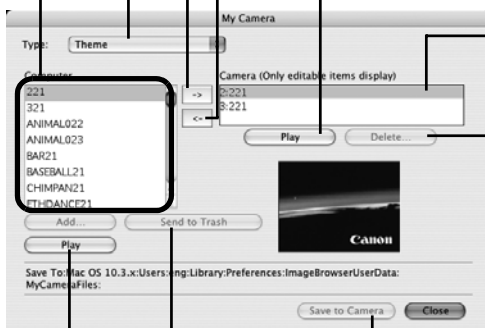 My Camera
Type: Theme
Computer
Camera (Only editable items display)
221
321
ANIMAL022
ANIMAL023
BAR21
BASEBALL21
CHIMPAN21
ETHDANCE21
->
<-
2:221
3:221
Play
Delete...
Add...
Send to Trash
Play
Canon
Save To:Mac OS 10.3.x:Users:eng:Library:Preferences:ImageBrowserUserData:
MyCameraFiles:
Save to Camera
Close